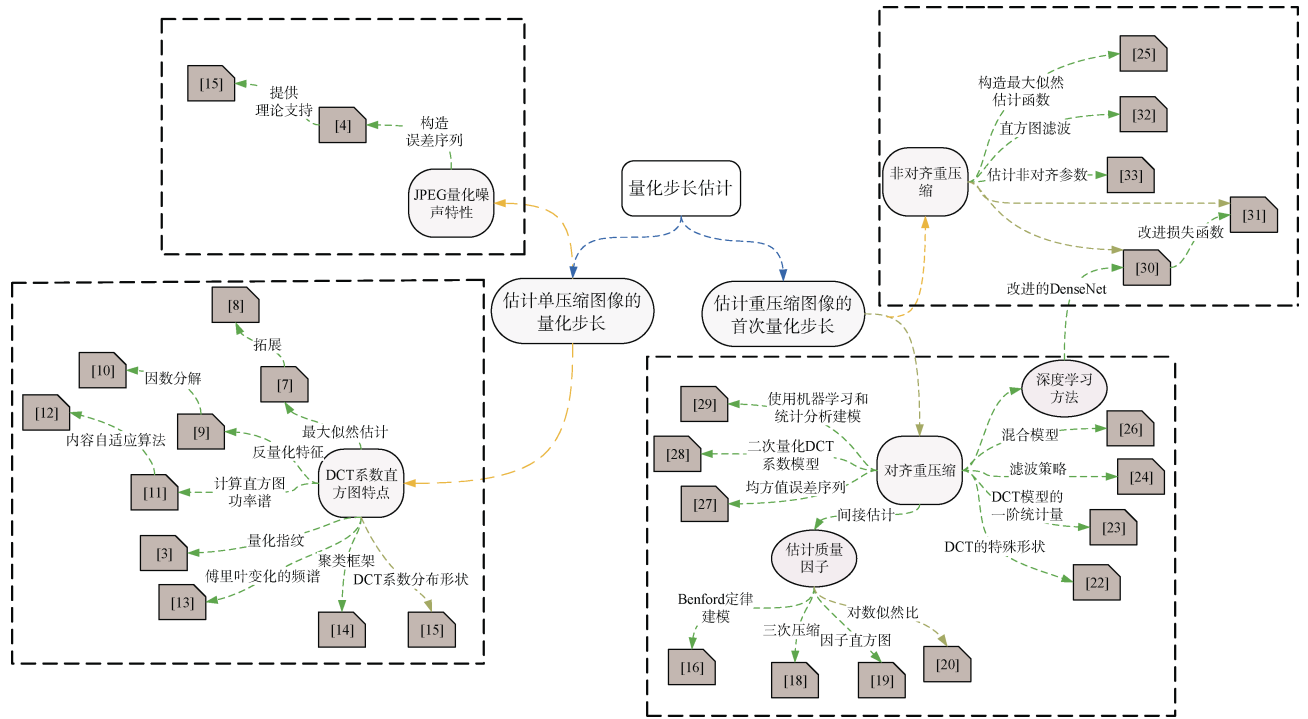 量化步长估计
估计单压缩图像的
量化步长
估计重压缩图像的
首次量化步长
[15]
提供
理论支持
[4]
构造
误差序列
JPEG量化噪
声特性
[8]
拓展
[7]
[10]
因数分解
[12]
[9]
最大似然估计
内容自适应算法
反量化特征
DCT系数直
方图特点
[11]
计算直方图
功率谱
[3]
量化指纹
[13]
傅里叶变化的频谱
聚类框架
[14]
DCT系数分布形状
[15]
非对齐重压
缩
构造最大似然
估计函数
[25]
直方图滤波
[32]
估计非对齐参数
[33]
[31]
改进损失函数
[30]
改进的DenseNet
深度学习
方法
[29]
使用机器学习和
统计分析建模
[28]
二次量化DCT
系数模型
[27]
均方值误差序列
对齐重压缩
混合模型
[26]
滤波策略
[24]
DCT模型的
一阶统计量
[23]
DCT的特殊形状
[22]
间接估计
估计质量
因子
Benford定律
建模
[16]
三次压缩
[18]
因子直方图
[19]
对数似然比
[20]